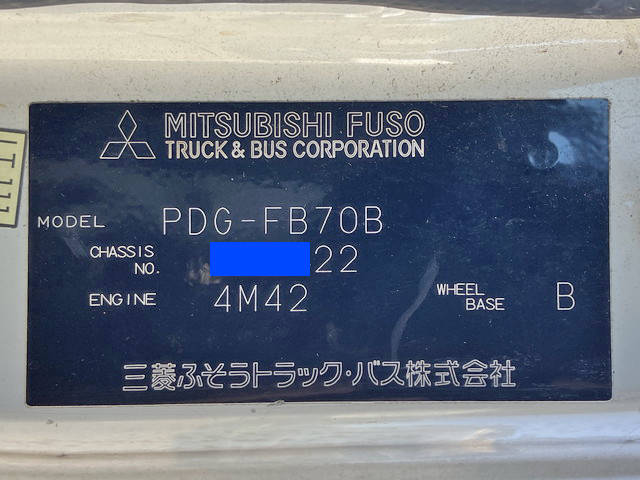 MITSUBISHI FUSO
TRUCK & BUS CORPORATION
MODEL PDG-FB70B
CHASSIS NO. 22
ENGINE 4M42 WHEEL BASE B
三菱ふそうトラック・バス株式会社